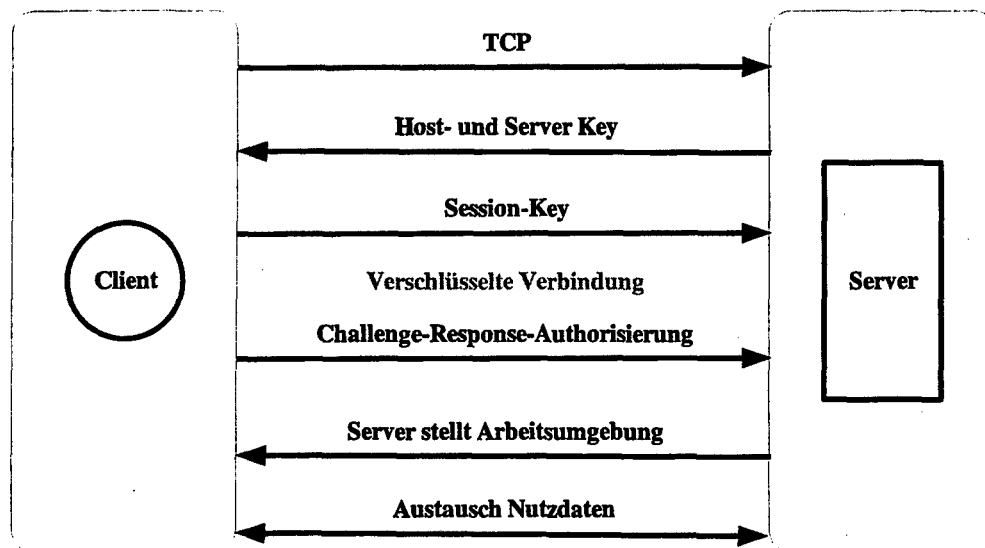 TCP
Host- und Server Key
Session-Key
Client
Verschlüsselte Verbindung
Server
Challenge-Response-Authorisierung
Server stellt Arbeitsumgebung
Austausch Nutzdaten